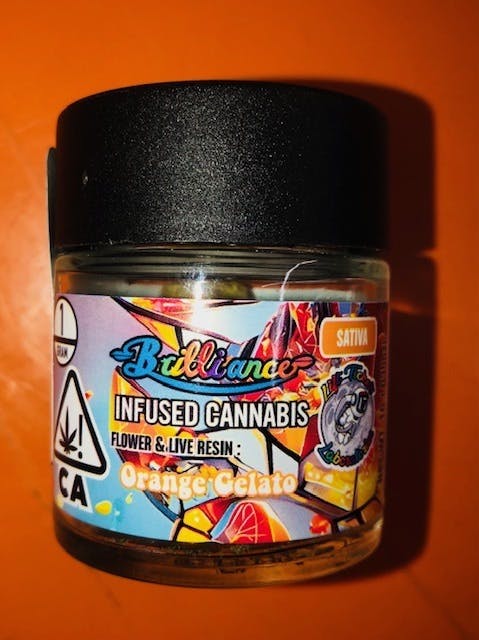 1
GRAM
SATIVA
Brilliance
INFUSED CANNABIS
FLOWER & LIVE RESIN :
Orange Gelato
!
CA